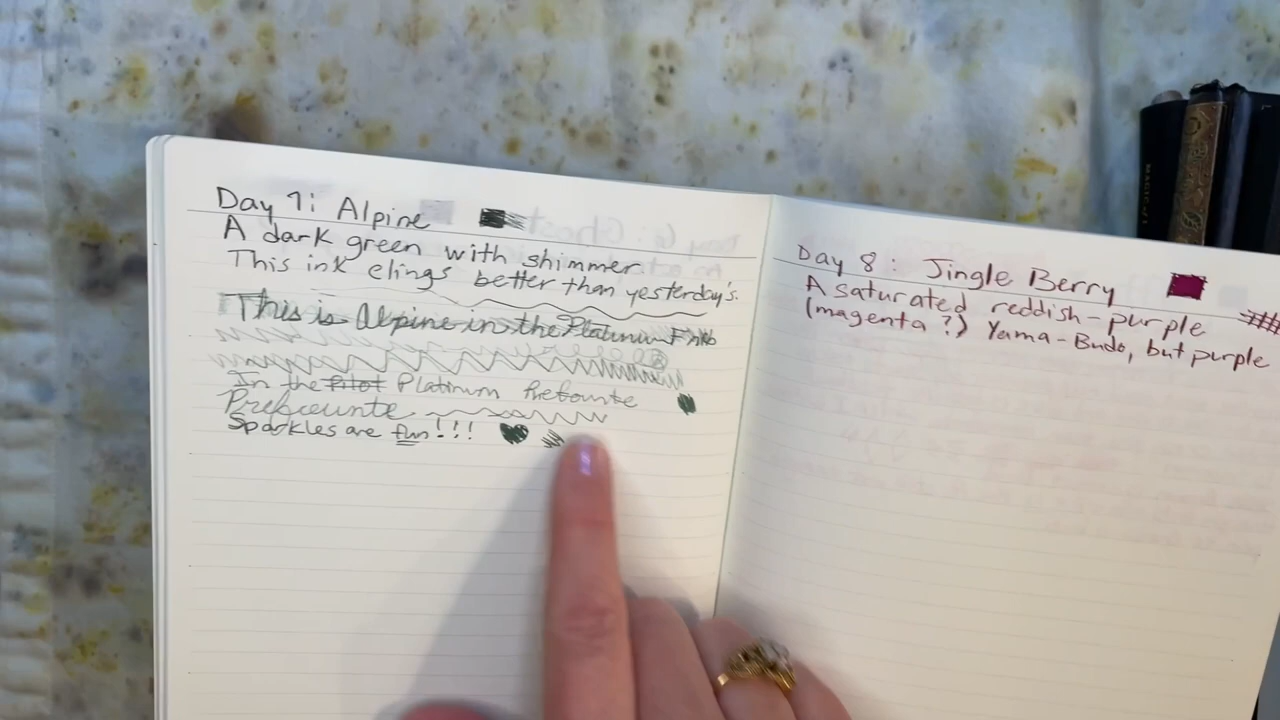 Day 7: Alpine
A dark green with shimmer.
This ink clings better than yesterday's.
This is Alpine in the Platinum
In the Pilot Platinum Prefounte
Prefounte
Sparkles are fun!!!
Day 8: Jingle Berry
A saturated reddish-purple
(magenta?) Yama-Budo, but purple